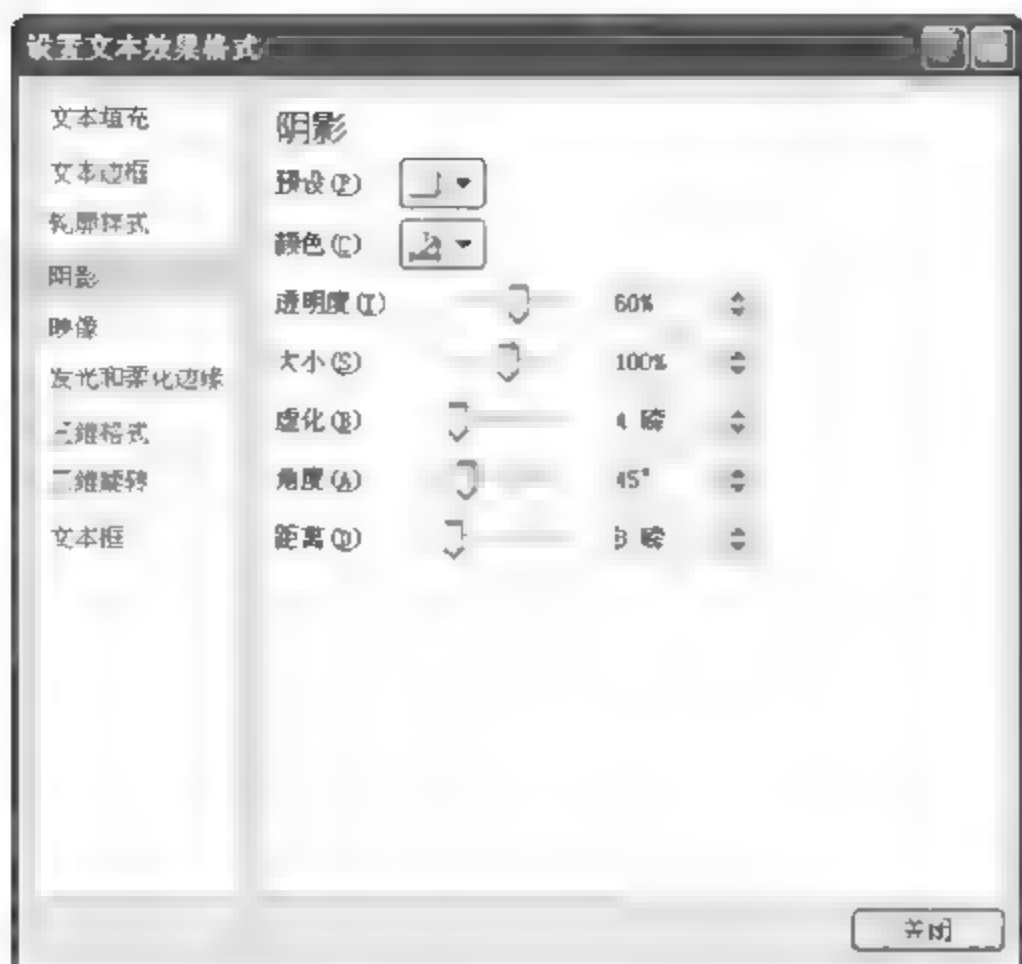 设置文本效果格式
文本填充
文本边框
轮廓样式
阴影
映像
发光和柔化边缘
三维格式
三维旋转
文本框
阴影
预设(P)
颜色(C)
透明度(T) 60%
大小(S) 100%
虚化(B) 4 磅
角度(A) 45°
距离(D) 3 磅
关闭